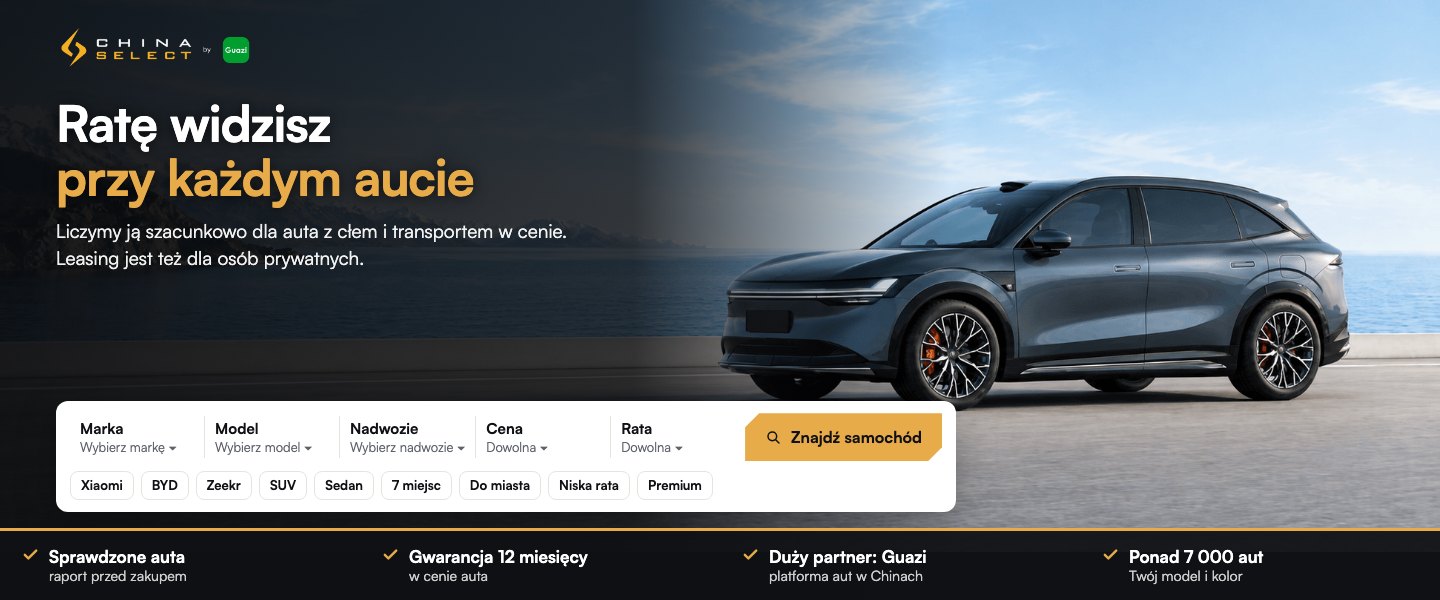 CHINA
SELECT
by
Guazi
Ratę widzisz
przy każdym aucie
Liczymy ją szacunkowo dla auta z cłem i transportem w cenie.
Leasing jest też dla osób prywatnych.
Marka Model Nadwozie Cena Rata
Wybierz markę Wybierz model Wybierz nadwozie Dowolna Dowolna
Znajdź samochód
Xiaomi BYD Zeekr SUV Sedan 7 miejsc Do miasta Niska rata Premium
Sprawdzone auta
raport przed zakupem
Gwarancja 12 miesięcy
w cenie auta
Duży partner: Guazi
platforma aut w Chinach
Ponad 7 000 aut
Twój model i kolor